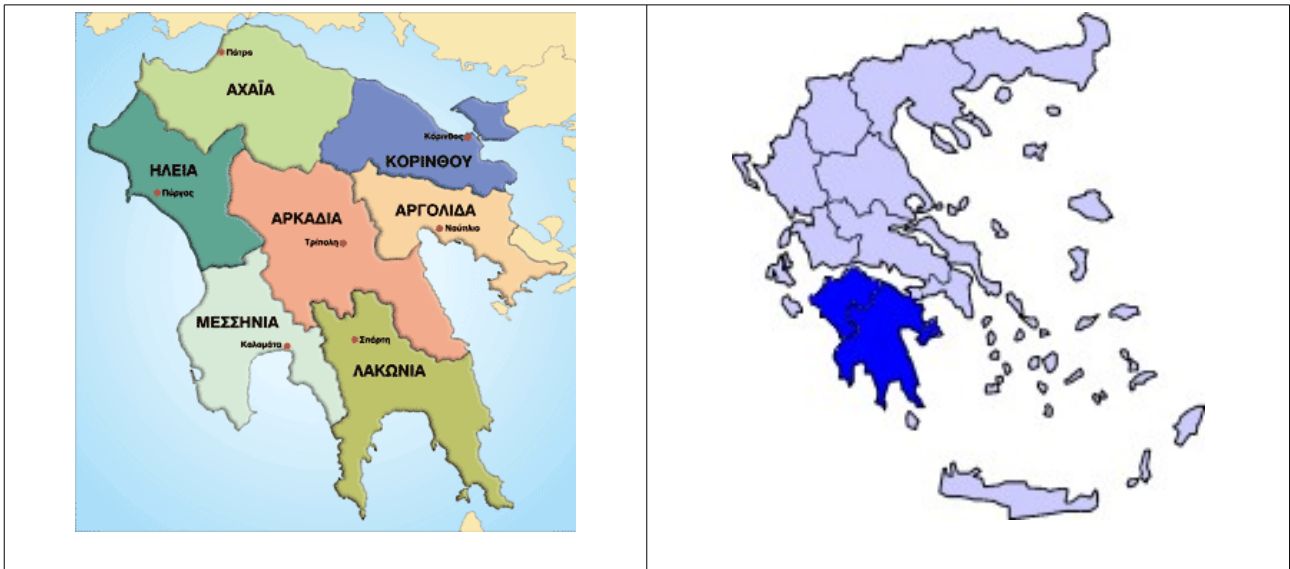 Πάτρα
ΑΧΑΪΑ
Κόρινθος
ΚΟΡΙΝΘΟΥ
ΗΛΕΙΑ
Πύργος
ΑΡΚΑΔΙΑ
Τρίπολη
ΑΡΓΟΛΙΔΑ
Ναύπλιο
ΜΕΣΣΗΝΙΑ
Καλαμάτα
Σπάρτη
ΛΑΚΩΝΙΑ